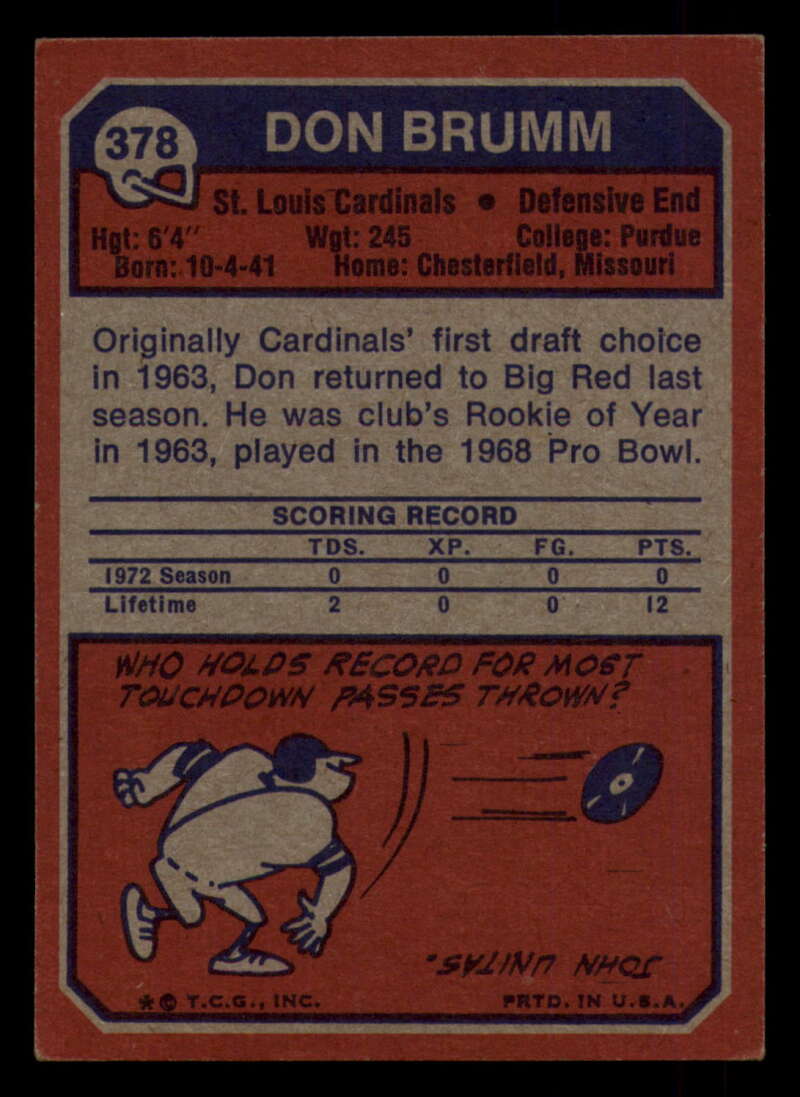 378
DON BRUMM
St. Louis Cardinals • Defensive End
Hgt: 6'4" Wgt: 245 College: Purdue
Born: 10-4-41 Home: Chesterfield, Missouri
Originally Cardinals' first draft choice
in 1963, Don returned to Big Red last
season. He was club's Rookie of Year
in 1963, played in the 1968 Pro Bowl.
SCORING RECORD
TDS. XP. FG. PTS.
1972 Season 0 0 0 0
Lifetime 2 0 0 12
WHO HOLDS RECORD FOR MOST
TOUCHDOWN PASSES THROWN?
JOHN UNITAS.
*© T.C.G., INC. PRTD. IN U.S.A.